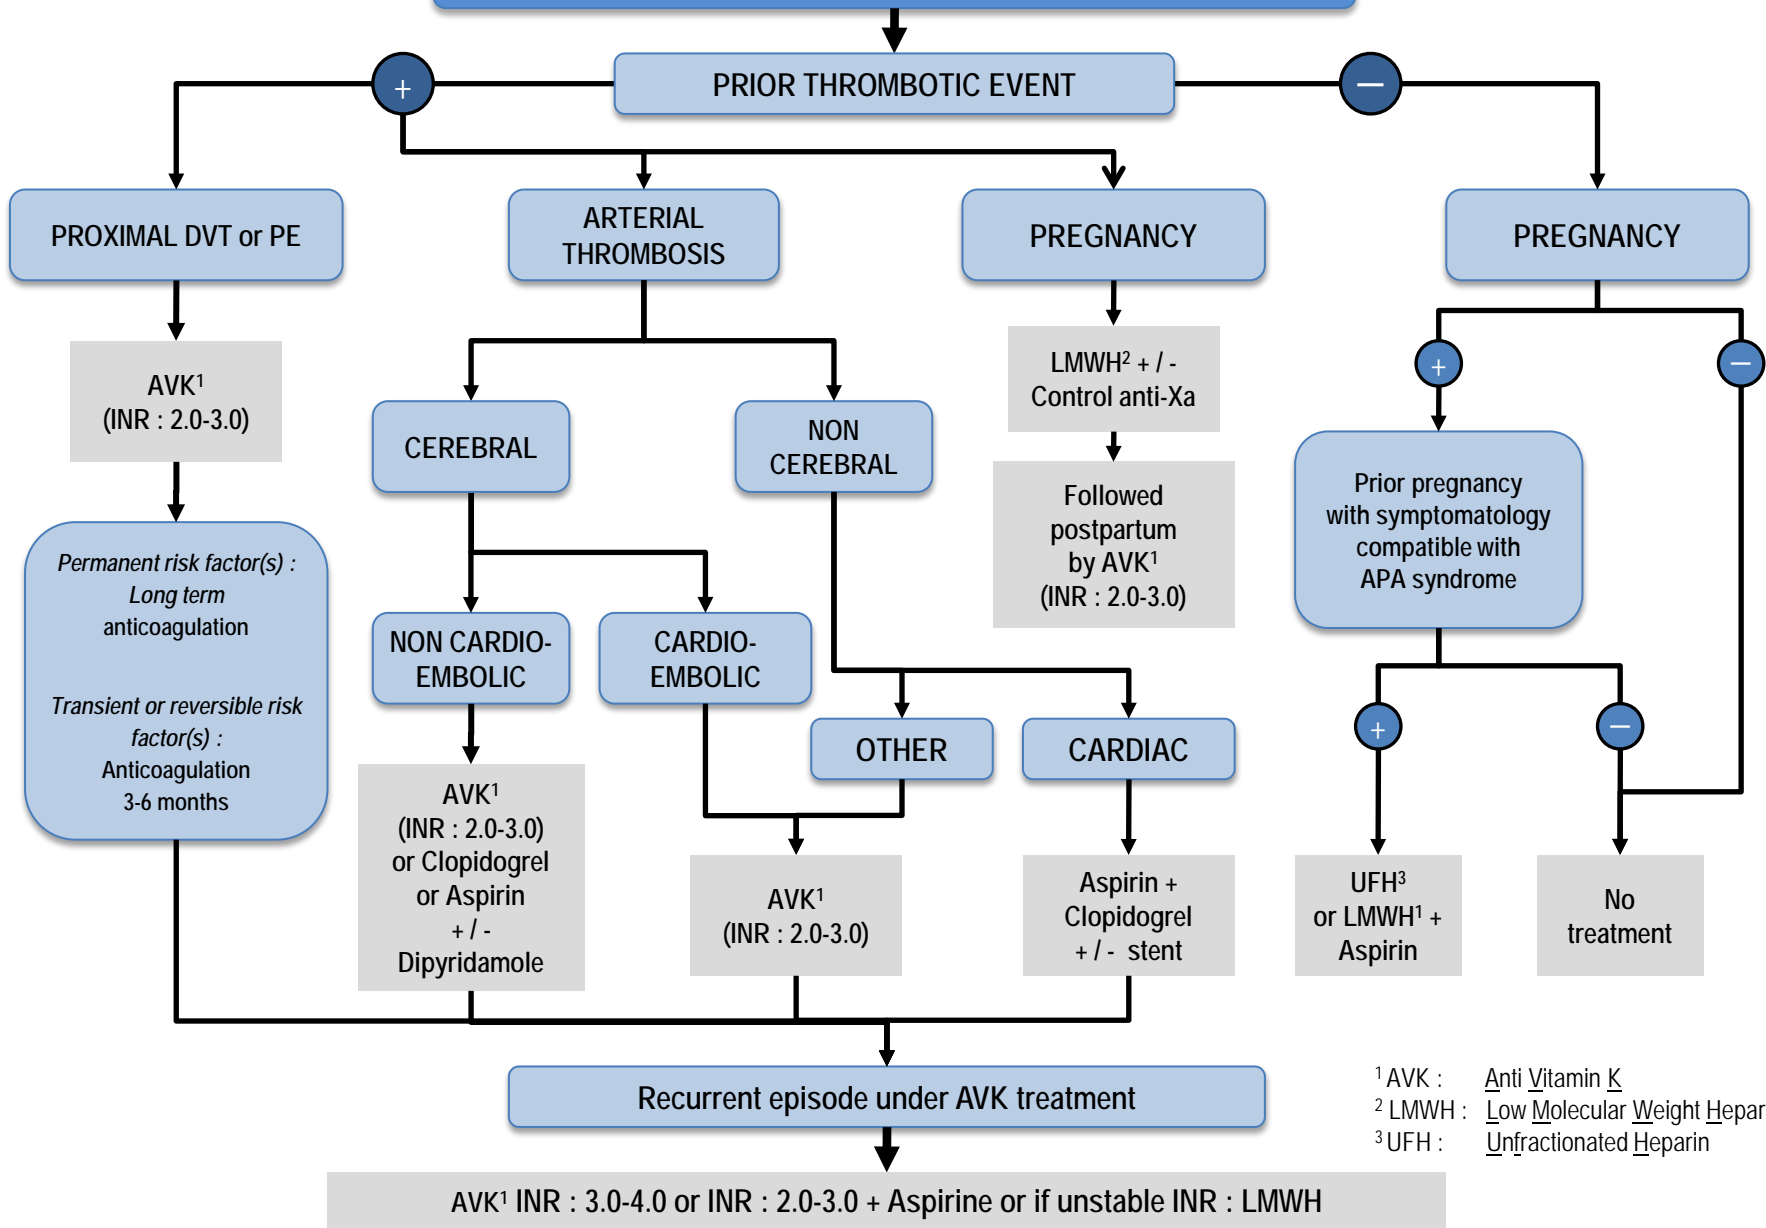 PRIOR THROMBOTIC EVENT
+
−
PROXIMAL DVT or PE
ARTERIAL
THROMBOSIS
PREGNANCY
PREGNANCY
AVK¹
(INR : 2.0-3.0)
LMWH² + / -
Control anti-Xa
+
−
CEREBRAL
NON
CEREBRAL
Followed
postpartum
by AVK¹
(INR : 2.0-3.0)
Prior pregnancy
with symptomatology
compatible with
APA syndrome
Permanent risk factor(s) :
Long term
anticoagulation
Transient or reversible risk
factor(s) :
Anticoagulation
3-6 months
NON CARDIO-
EMBOLIC
CARDIO-
EMBOLIC
OTHER
CARDIAC
+
−
AVK¹
(INR : 2.0-3.0)
or Clopidogrel
or Aspirin
+ / -
Dipyridamole
AVK¹
(INR : 2.0-3.0)
Aspirin +
Clopidogrel
+ / - stent
UFH³
or LMWH¹ +
Aspirin
No
treatment
Recurrent episode under AVK treatment
¹ AVK : Anti Vitamin K
² LMWH : Low Molecular Weight Hepar
³ UFH : Unfractionated Heparin
AVK¹ INR : 3.0-4.0 or INR : 2.0-3.0 + Aspirine or if unstable INR : LMWH